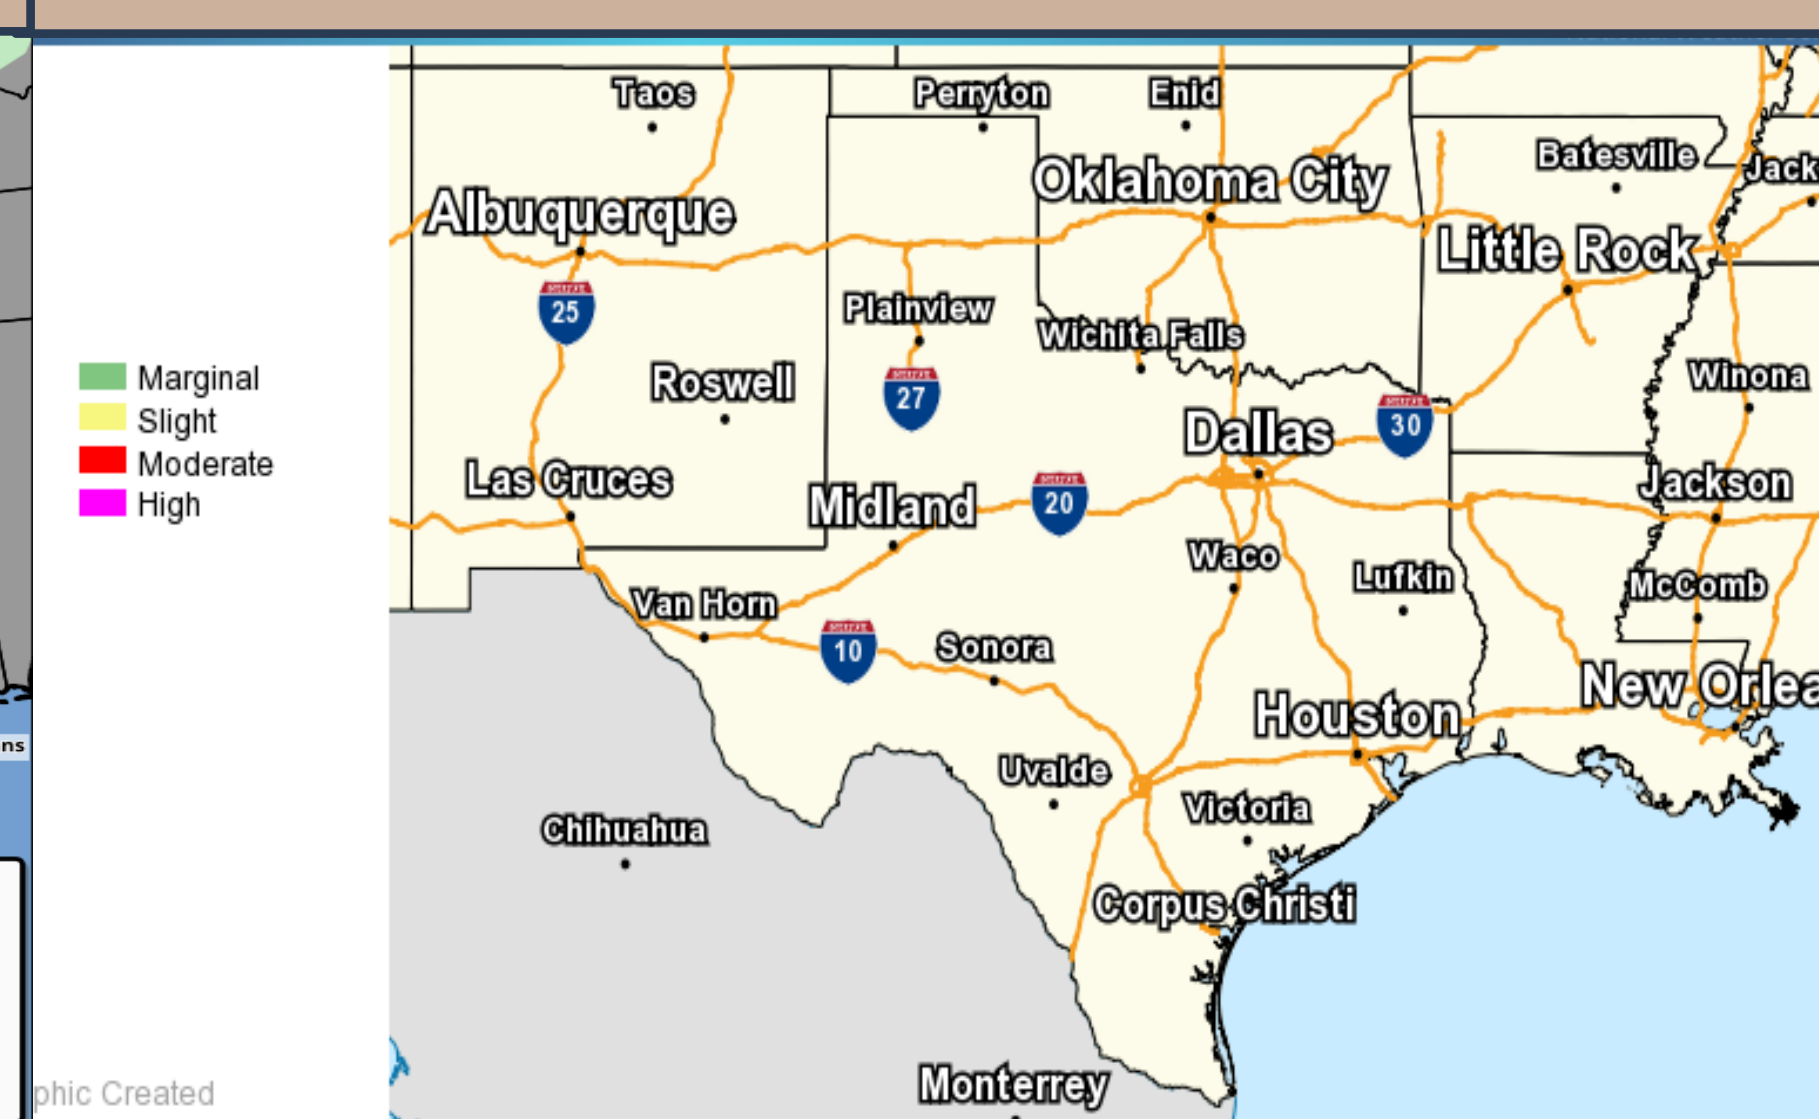 Taos
Perryton
Enid
Batesville
Jack
Oklahoma City
Albuquerque
Little Rock
25
Plainview
Wichita Falls
Marginal
Slight
Moderate
High
Roswell
27
Winona
30
Dallas
Las Cruces
Midland
20
Jackson
Waco
Lufkin
McComb
Van Horn
10
Sonora
New Orlea
Houston
ns
Uvalde
Victoria
Chihuahua
Corpus Christi
Monterrey
phic Created